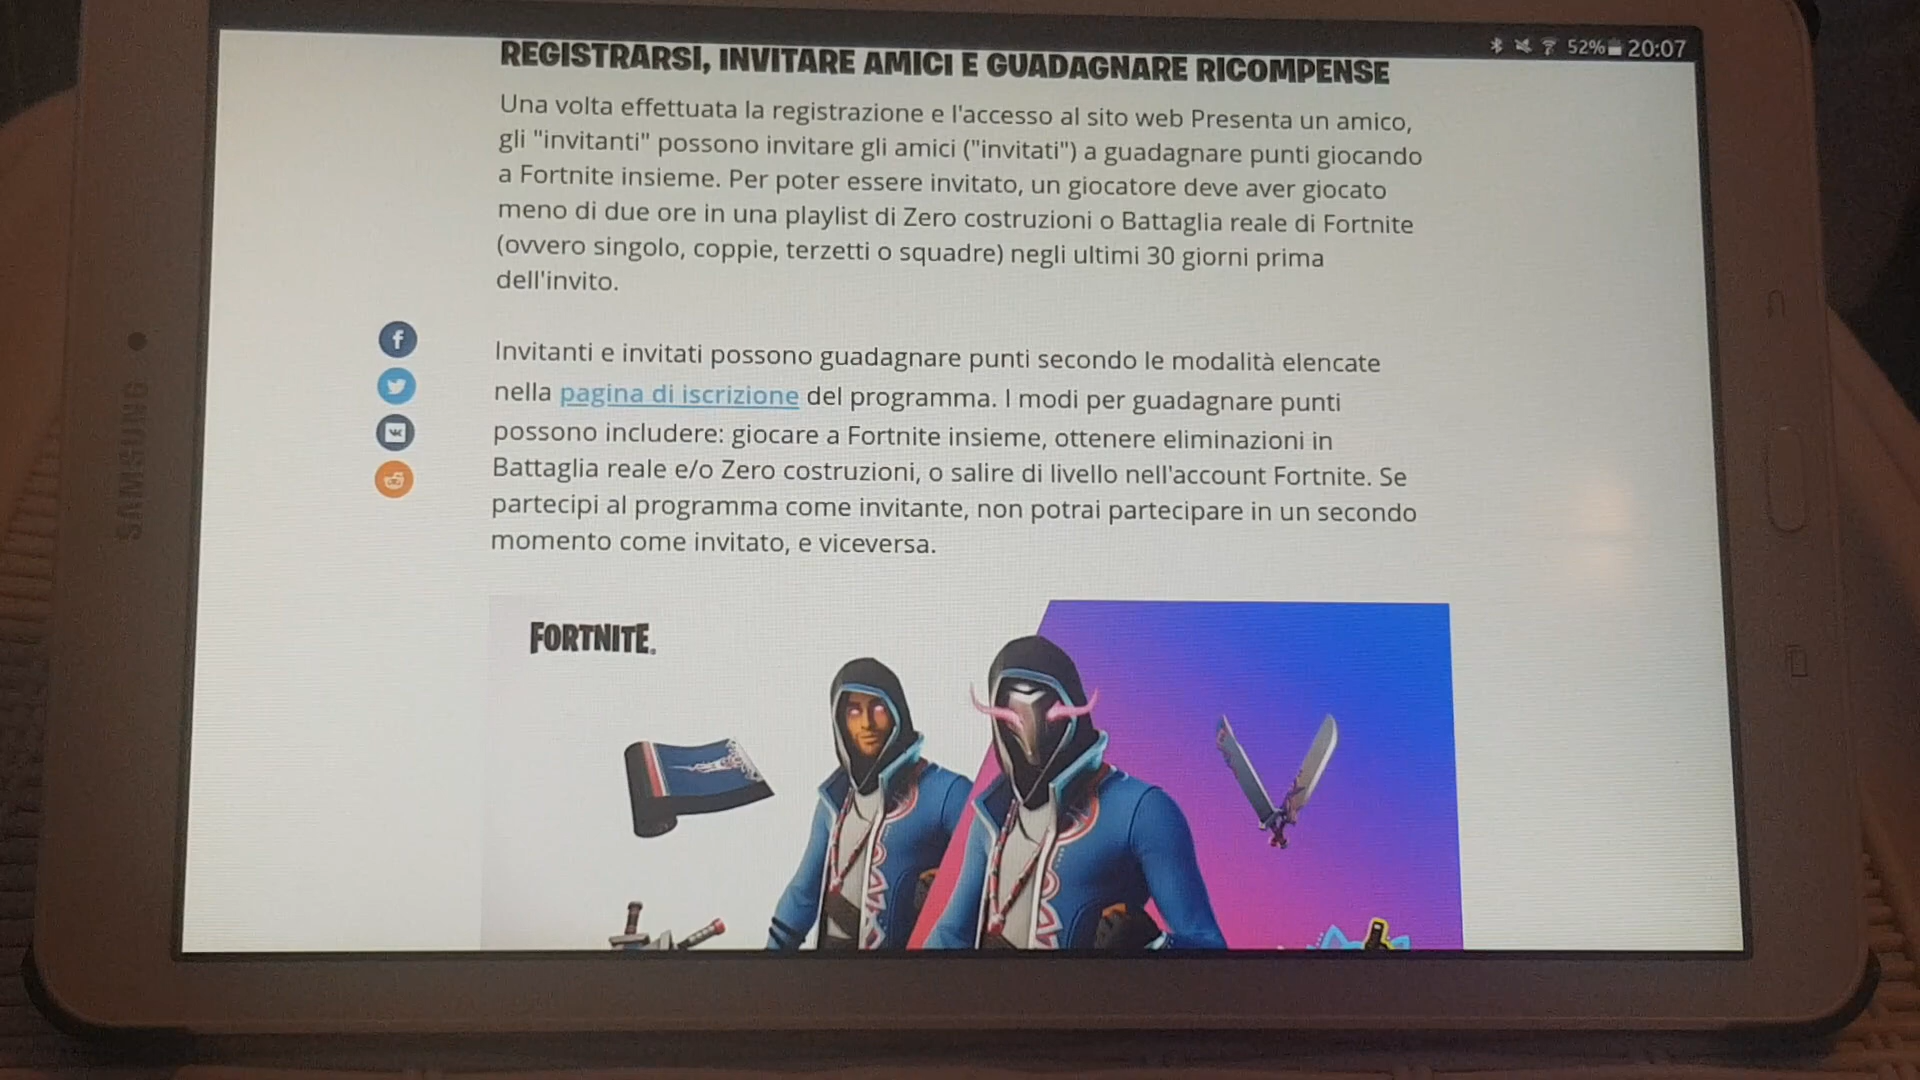 52% 20:07
REGISTRARSI, INVITARE AMICI E GUADAGNARE RICOMPENSE
Una volta effettuata la registrazione e l'accesso al sito web Presenta un amico,
gli "invitanti" possono invitare gli amici ("invitati") a guadagnare punti giocando
a Fortnite insieme. Per poter essere invitato, un giocatore deve aver giocato
meno di due ore in una playlist di Zero costruzioni o Battaglia reale di Fortnite
(ovvero singolo, coppie, terzetti o squadre) negli ultimi 30 giorni prima
dell'invito.
Invitanti e invitati possono guadagnare punti secondo le modalità elencate
nella pagina di iscrizione del programma. I modi per guadagnare punti
possono includere: giocare a Fortnite insieme, ottenere eliminazioni in
Battaglia reale e/o Zero costruzioni, o salire di livello nell'account Fortnite. Se
partecipi al programma come invitante, non potrai partecipare in un secondo
momento come invitato, e viceversa.
FORTNITE.
SAMSUNG